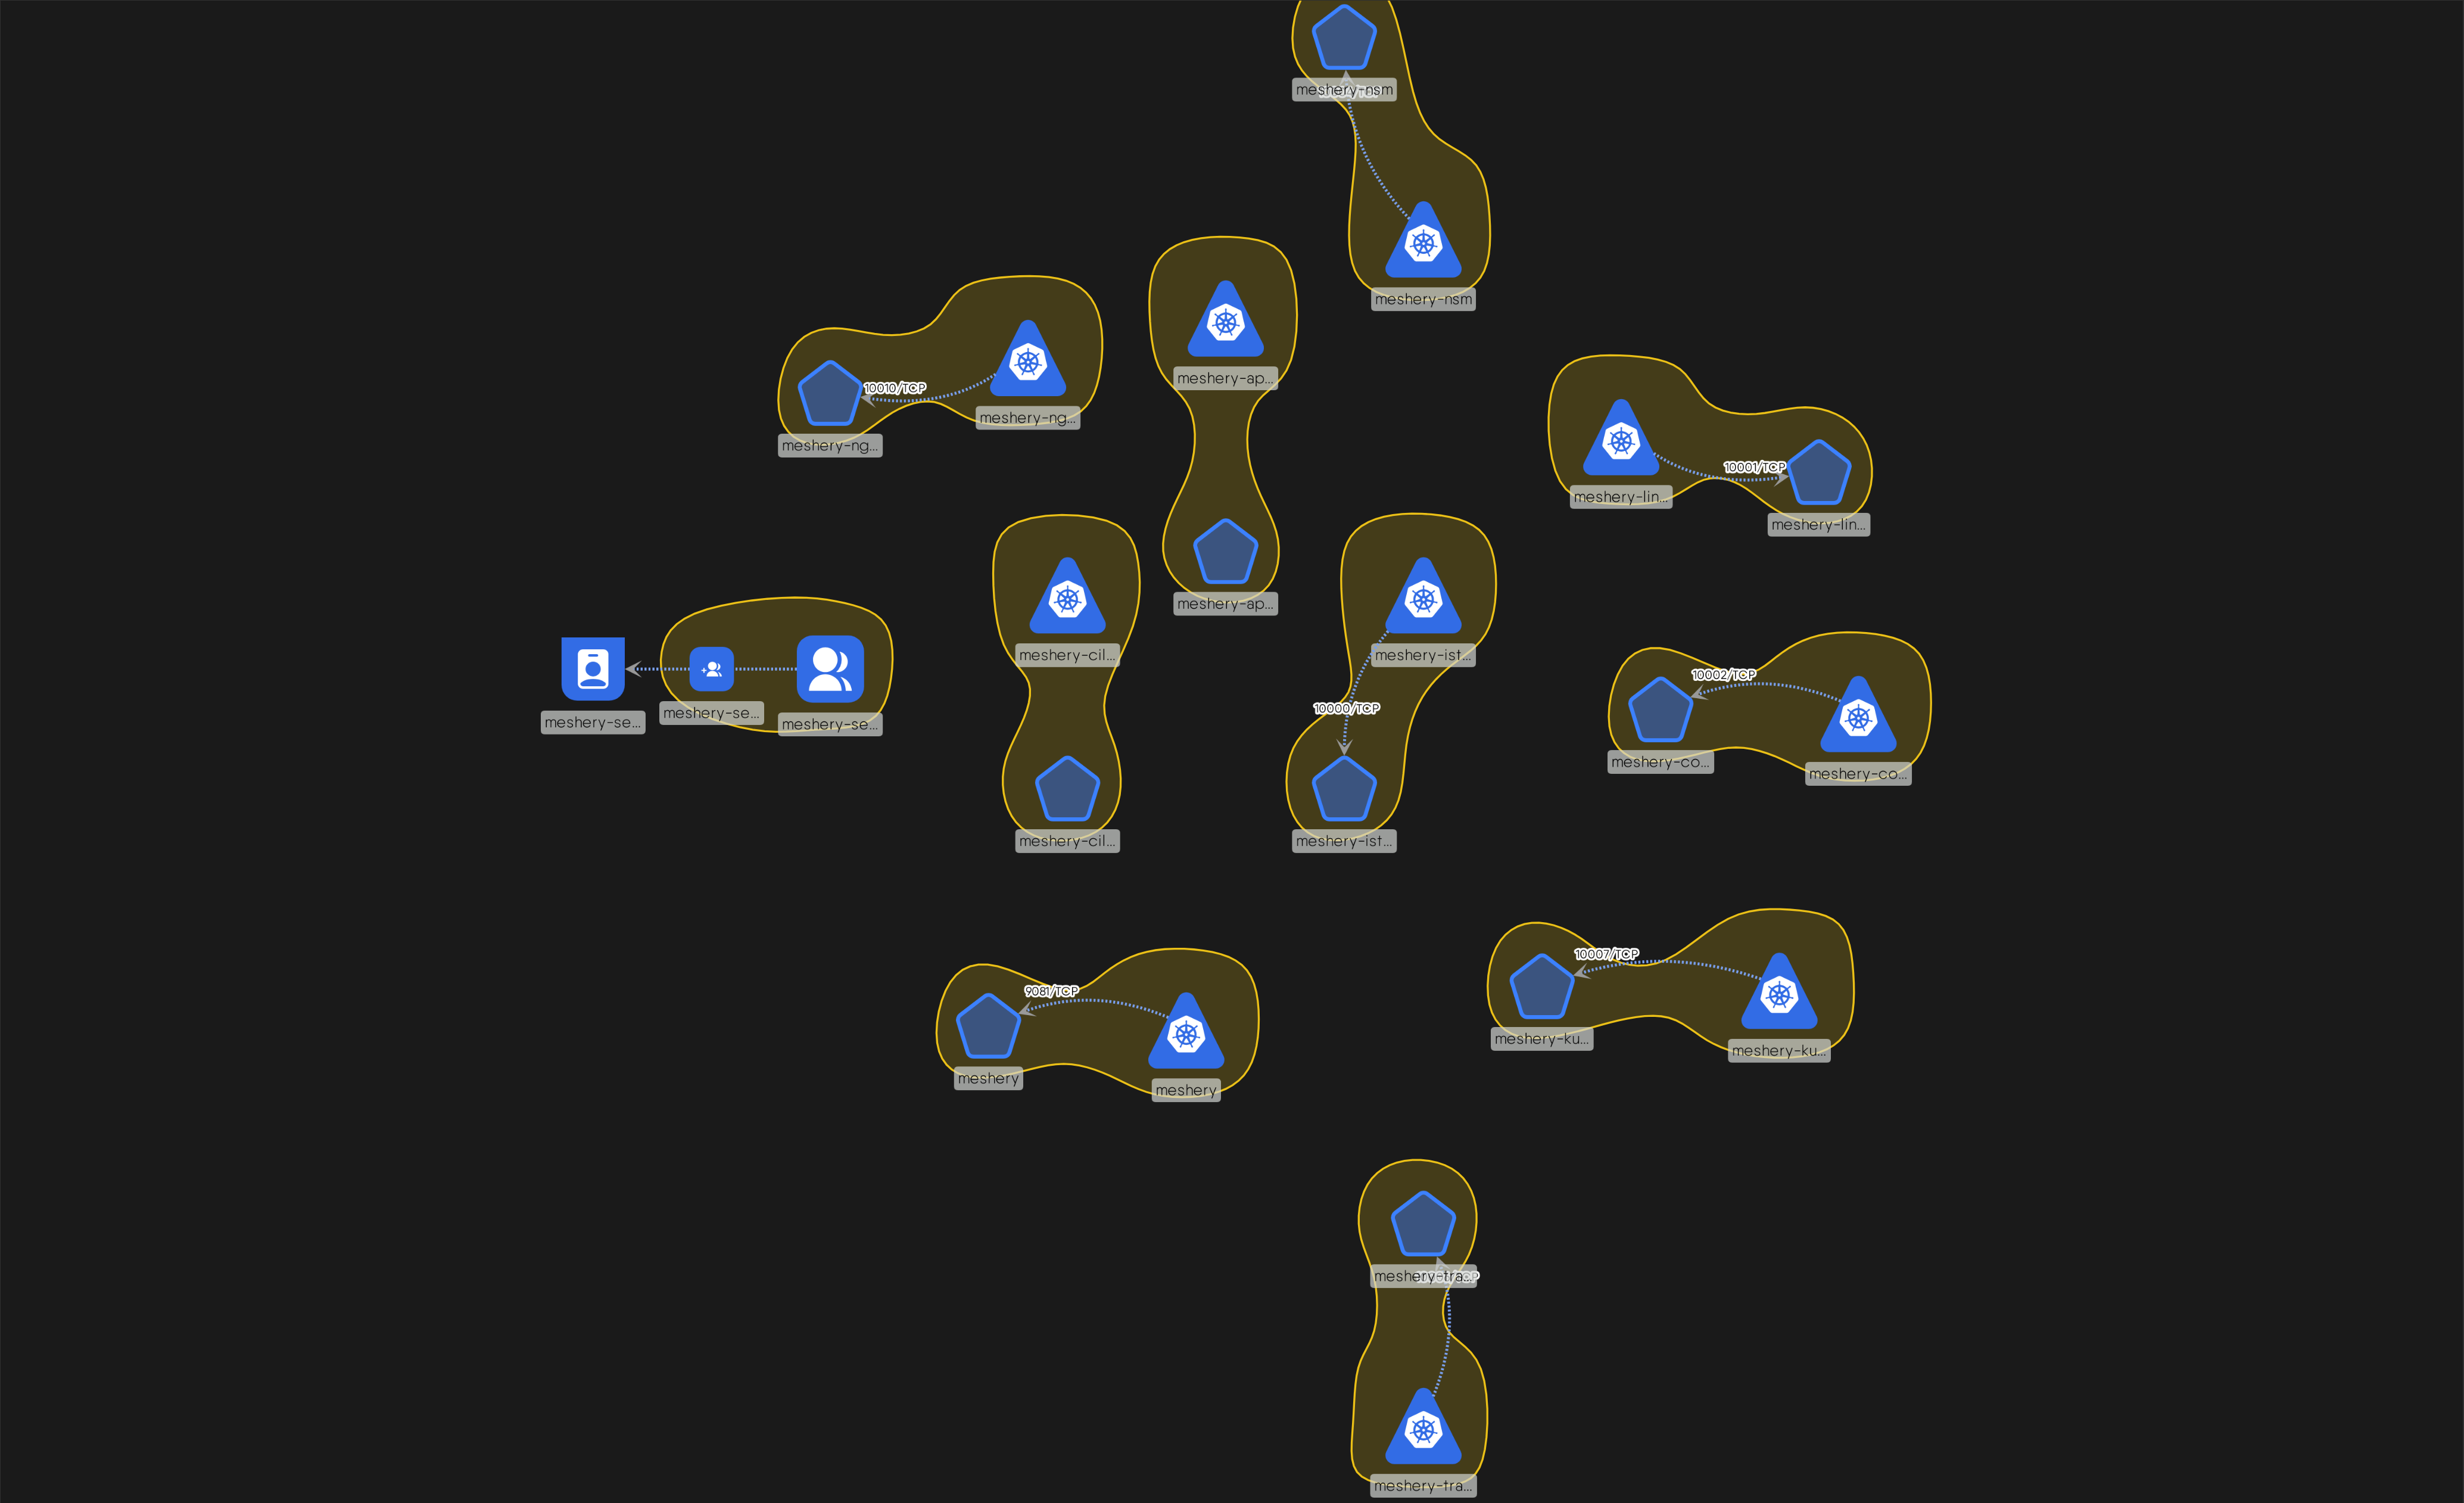 meshery-nsm
meshery-nsm
meshery-ap...
10010/TCP
meshery-ng...
meshery-ng...
10001/TCP
meshery-lin...
meshery-lin...
meshery-ap...
meshery-cil...
meshery-ist...
10002/TCP
10000/TCP
meshery-se...
meshery-se...
meshery-se...
meshery-co...
meshery-co...
meshery-cil...
meshery-ist...
10007/TCP
9081/TCP
meshery-ku...
meshery-ku...
meshery
meshery
meshery-tra...
meshery-tra...